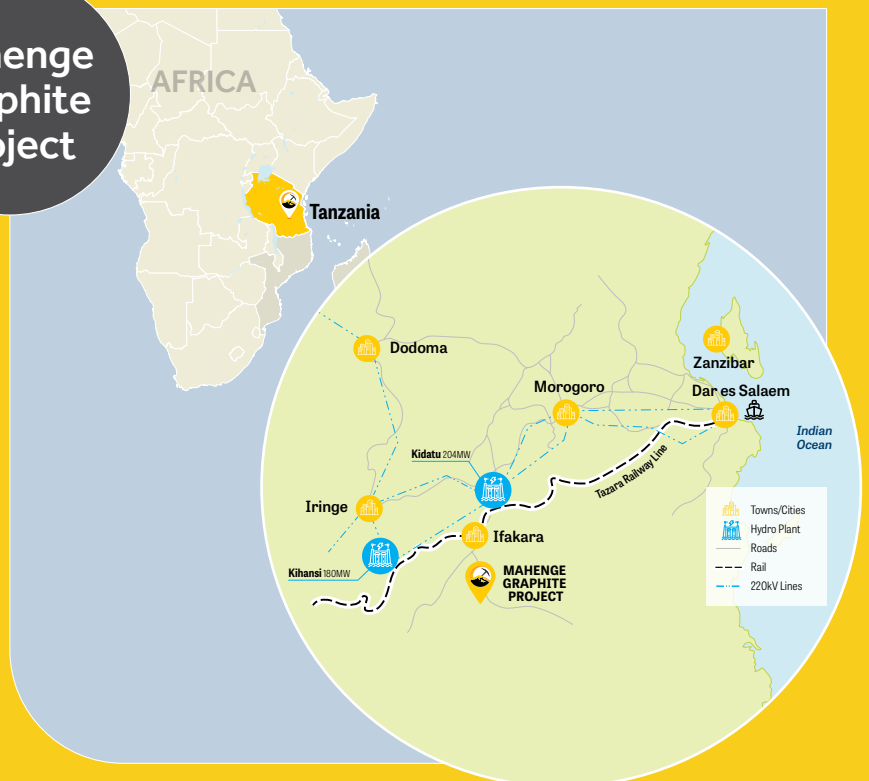 henge
phite
ject
AFRICA
Tanzania
Dodoma
Zanzibar
Morogoro
Dar es Salaem
Indian
Ocean
Kidatu 204MW
Tazara Railway Line
Iringe
Ifakara
Kihansi 180MW
MAHENGE
GRAPHITE
PROJECT
Towns/Cities
Hydro Plant
Roads
Rail
220kV Lines